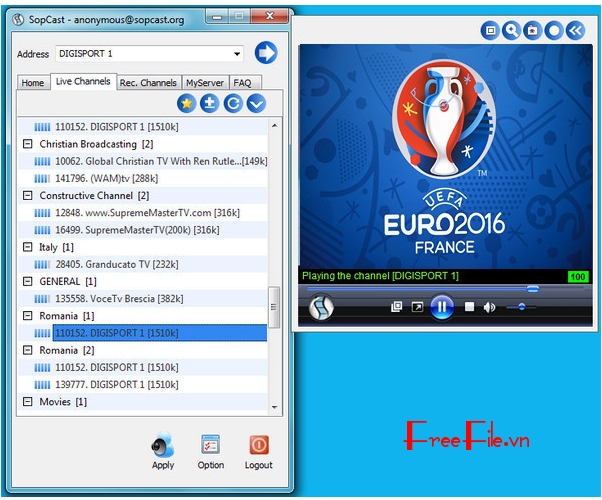 SopCast - anonymous@sopcast.org
Address DIGISPORT 1
Home Live Channels Rec. Channels MyServer FAQ
110152. DIGISPORT 1 [1510k]
Christian Broadcasting [2]
10062. Global Christian TV With Ren Rutle...[149k]
141796. (WAM)tv [288k]
Constructive Channel [2]
12848. www.SupremeMasterTV.com [316k]
16499. SupremeMasterTV(200k) [316k]
Italy [1]
28405. Granducato TV [232k]
GENERAL [1]
135558. VoceTv Brescia [382k]
Romania [1]
110152. DIGISPORT 1 [1510k]
Romania [2]
110152. DIGISPORT 1 [1510k]
139777. DIGISPORT 1 [1510k]
Movies [1]
Apply Option Logout
TM
UEFA
EURO2016
FRANCE
Playing the channel [DIGISPORT 1] 100
FreeFile.vn